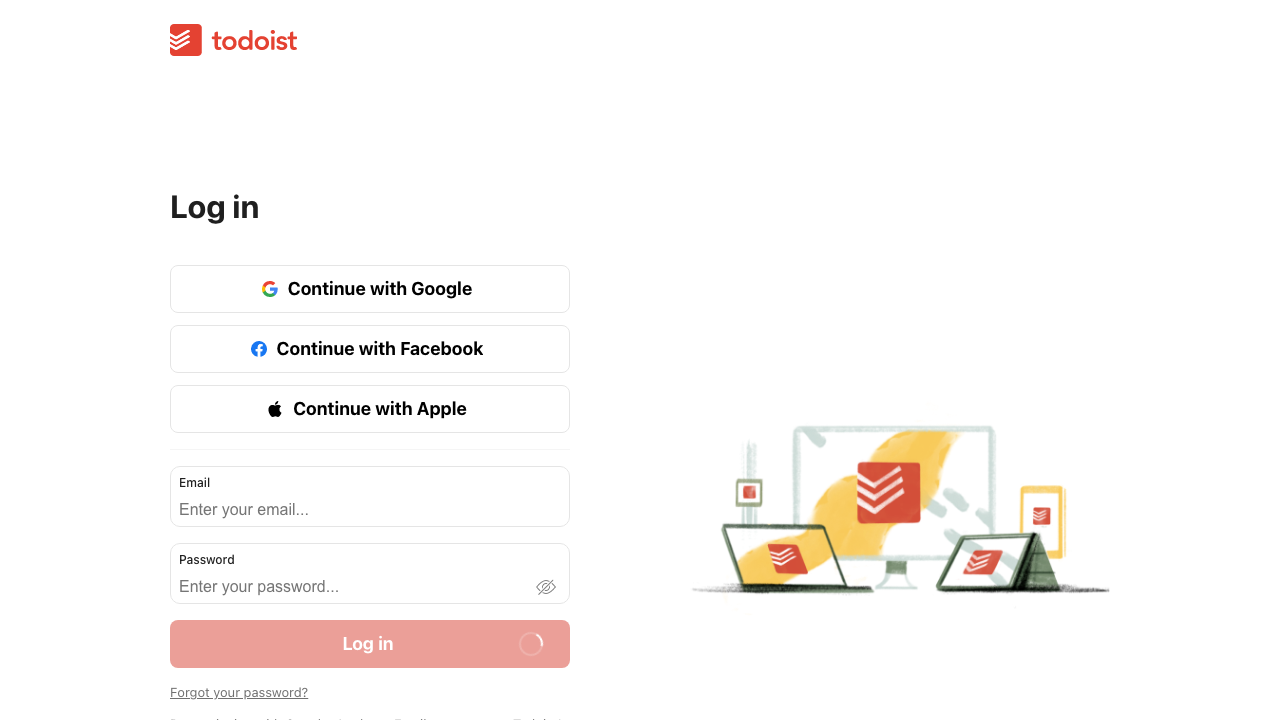 todoist
Log in
Continue with Google
Continue with Facebook
Continue with Apple
Email
Enter your email...
Password
Enter your password...
Log in
Forgot your password?